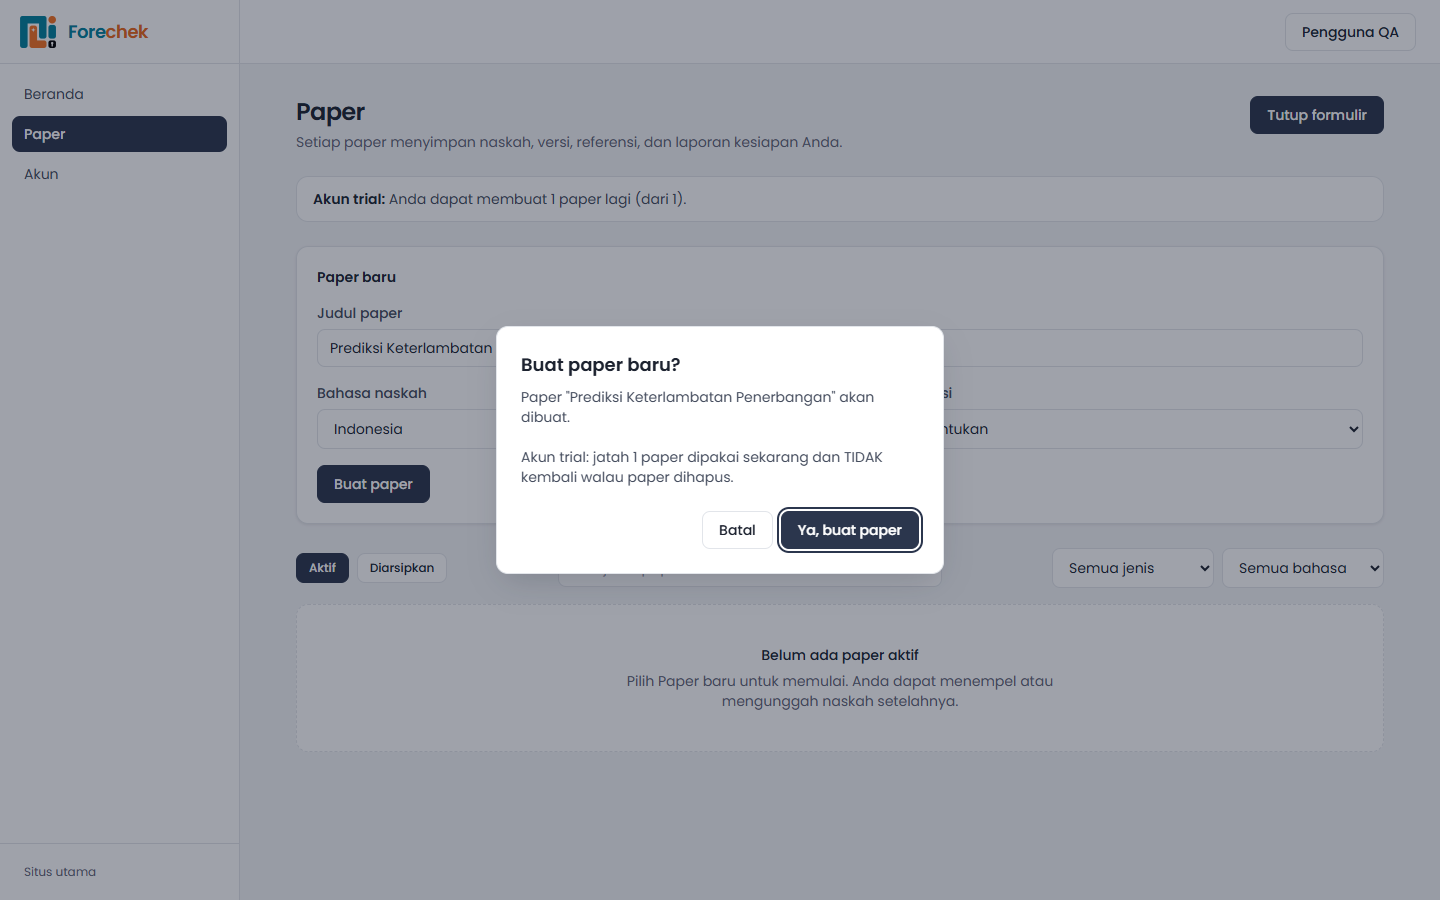 Forechek
Pengguna QA
Beranda
Paper
Akun
Situs utama
Paper
Setiap paper menyimpan naskah, versi, referensi, dan laporan kesiapan Anda.
Tutup formulir
Akun trial: Anda dapat membuat 1 paper lagi (dari 1).
Paper baru
Judul paper
Prediksi Keterlambatan
Bahasa naskah
Indonesia
Buat paper
Buat paper baru?
Paper "Prediksi Keterlambatan Penerbangan" akan
dibuat.
Akun trial: jatah 1 paper dipakai sekarang dan TIDAK
kembali walau paper dihapus.
Batal
Ya, buat paper
Aktif
Diarsipkan
Semua jenis
Semua bahasa
Belum ada paper aktif
Pilih Paper baru untuk memulai. Anda dapat menempel atau
mengunggah naskah setelahnya.